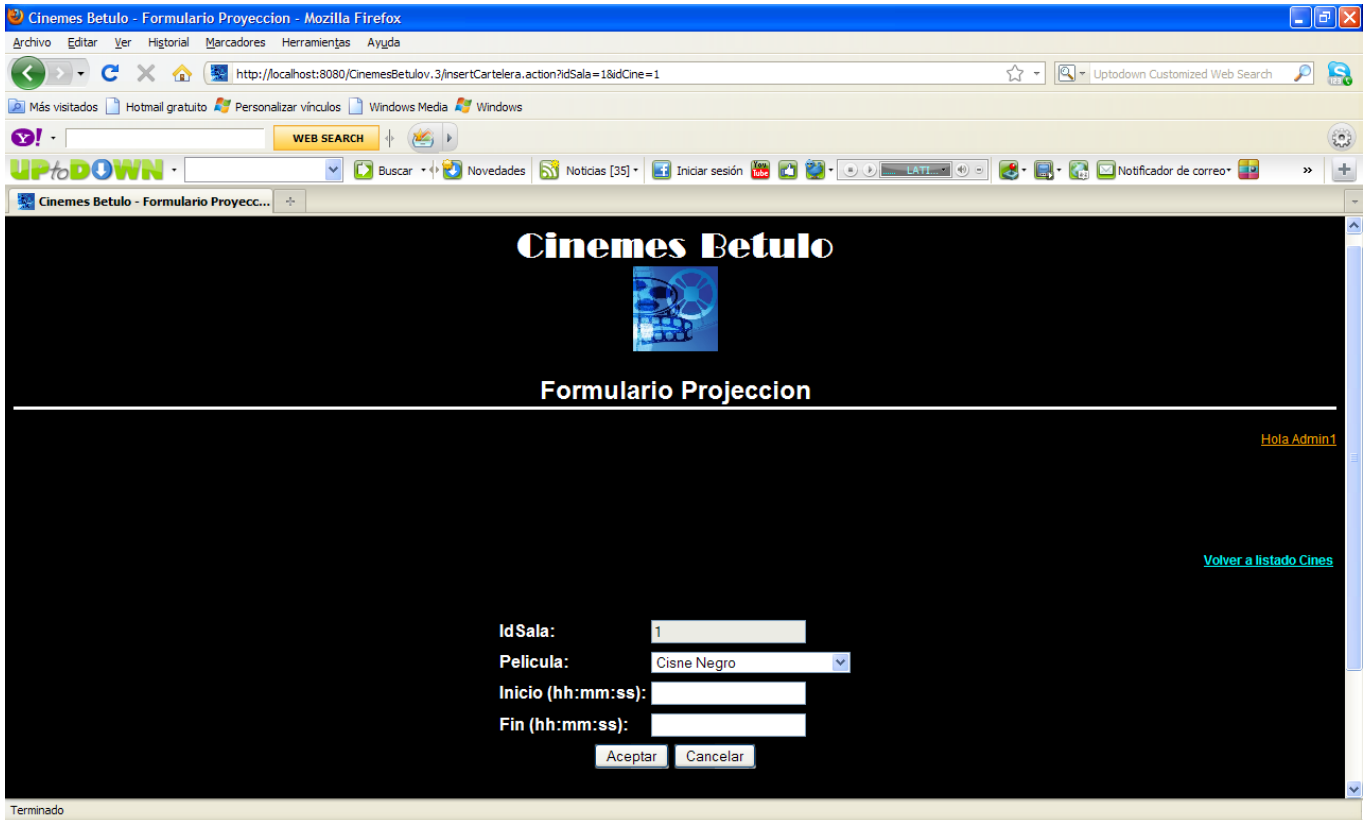 Cinemes Betulo - Formulario Proyeccion - Mozilla Firefox
Archivo Editar Ver Historial Marcadores Herramientas Ayuda
http://localhost:8080/CinemesBetulov.3/insertCartelera.action?idSala=1&idCine=1 Uptodown Customized Web Search
Más visitados Hotmail gratuito Personalizar vínculos Windows Media Windows
Y! WEB SEARCH
UPtoDOWN Buscar Novedades Noticias [35] Iniciar sesión You Tube LATI... Notificador de correo »
Cinemes Betulo - Formulario Proyecc...
Cinemes Betulo
Formulario Projeccion
Hola Admin1
Volver a listado Cines
IdSala: 1
Pelicula: Cisne Negro
Inicio (hh:mm:ss):
Fin (hh:mm:ss):
Aceptar Cancelar
Terminado